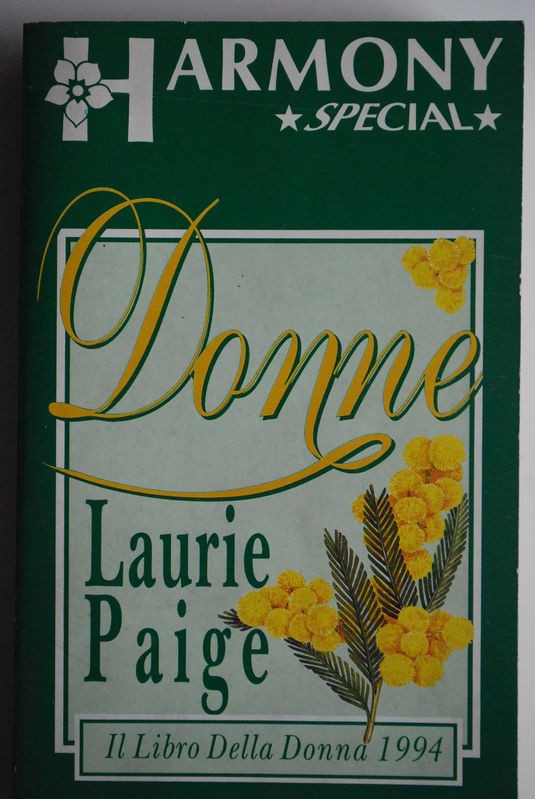 HARMONY
★SPECIAL★
Donne
Laurie
Paige
Il Libro Della Donna 1994